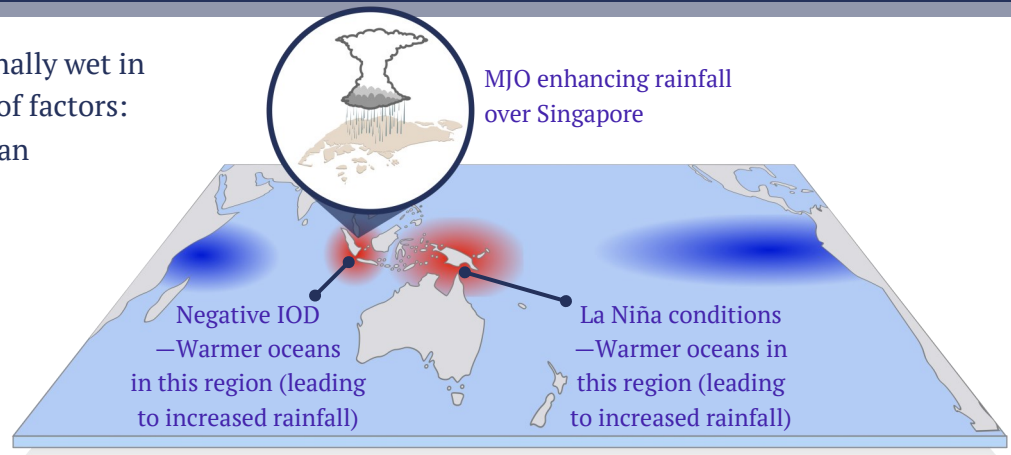 nally wet in
of factors:
an
MJO enhancing rainfall
over Singapore
Negative IOD
—Warmer oceans
in this region (leading
to increased rainfall)
La Niña conditions
—Warmer oceans in
this region (leading
to increased rainfall)